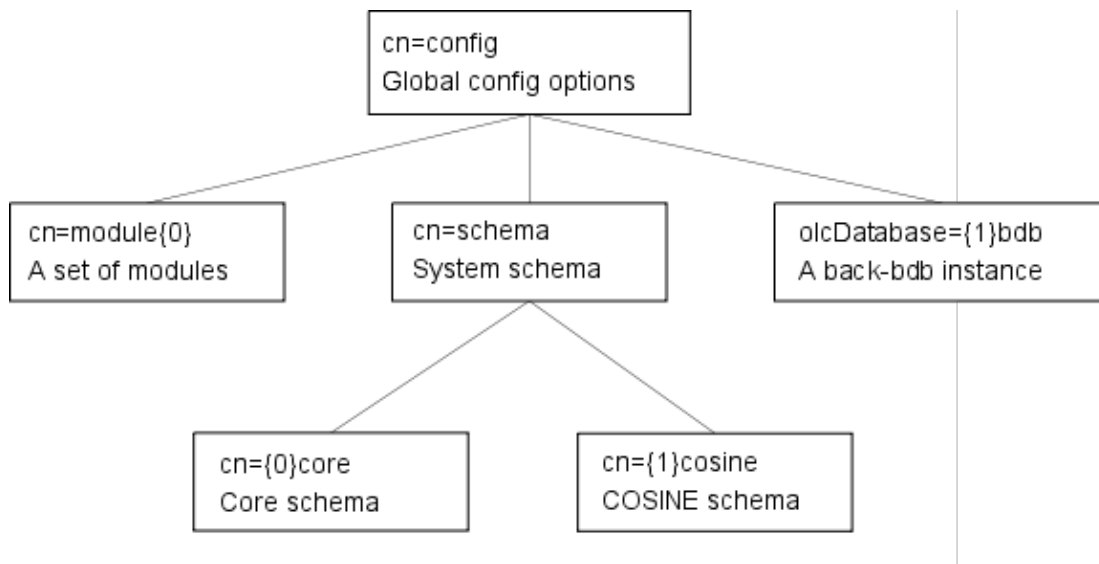 cn=config
Global config options
cn=module{0}
A set of modules
cn=schema
System schema
olcDatabase={1}bdb
A back-bdb instance
cn={0}core
Core schema
cn={1}cosine
COSINE schema